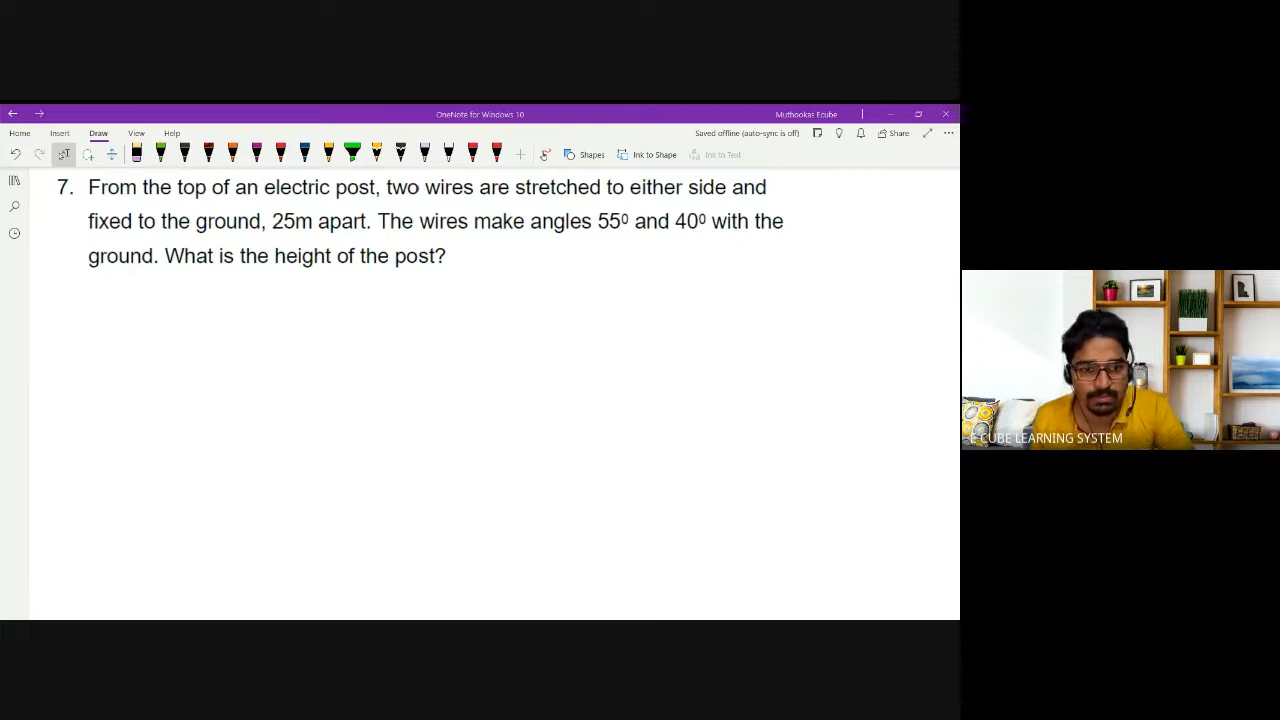 OneNote for Windows 10
Muthookas Ecube
Home Insert Draw View Help
Saved offline (auto-sync is off)
Share
Shapes
Ink to Shape
Ink to Text
7. From the top of an electric post, two wires are stretched to either side and
fixed to the ground, 25m apart. The wires make angles 55⁰ and 40⁰ with the
ground. What is the height of the post?
E CUBE LEARNING SYSTEM